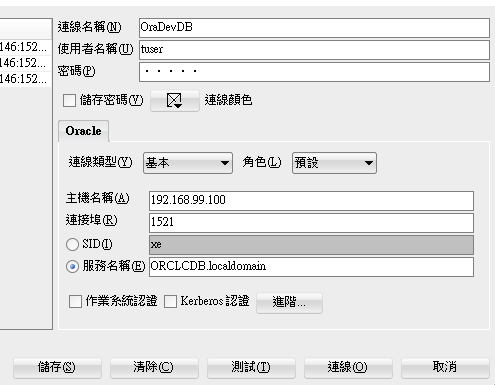 連線名稱(N) OraDevDB
146:152... 使用者名稱(U) tuser
146:152... 密碼(P) ·····
146:152...
儲存密碼(V) 連線顏色
Oracle
連線類型(Y) 基本 角色(L) 預設
主機名稱(A) 192.168.99.100
連接埠(R) 1521
SID(I) xe
服務名稱(E) ORCLCDB.localdomain
作業系統認證 Kerberos 認證 進階...
儲存(S) 清除(C) 測試(T) 連線(O) 取消